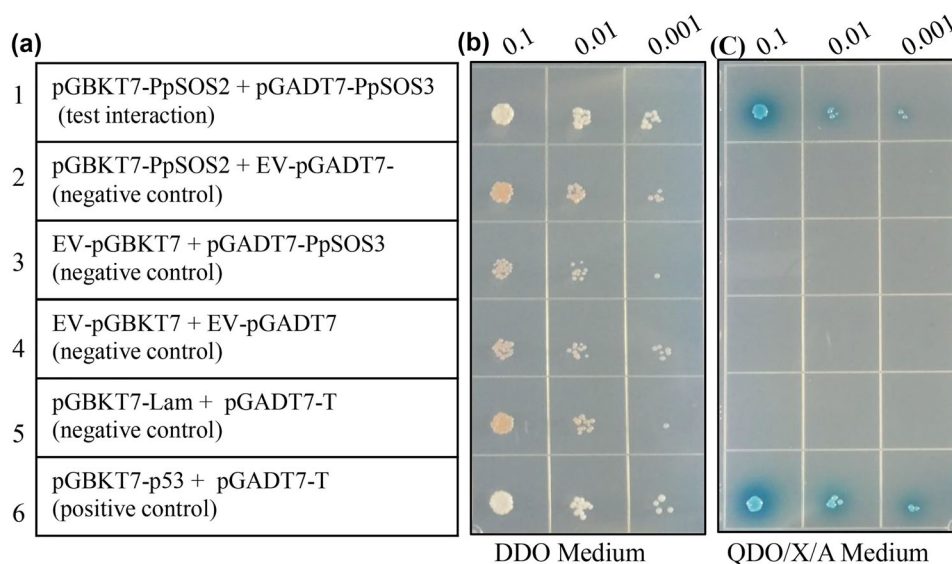 (a)
(b)
(C)
0.1 0.01 0.001
0.1 0.01 0.001
1
pGBKT7-PpSOS2 + pGADT7-PpSOS3
(test interaction)
2
pGBKT7-PpSOS2 + EV-pGADT7-
(negative control)
3
EV-pGBKT7 + pGADT7-PpSOS3
(negative control)
4
EV-pGBKT7 + EV-pGADT7
(negative control)
5
pGBKT7-Lam + pGADT7-T
(negative control)
6
pGBKT7-p53 + pGADT7-T
(positive control)
DDO Medium
QDO/X/A Medium